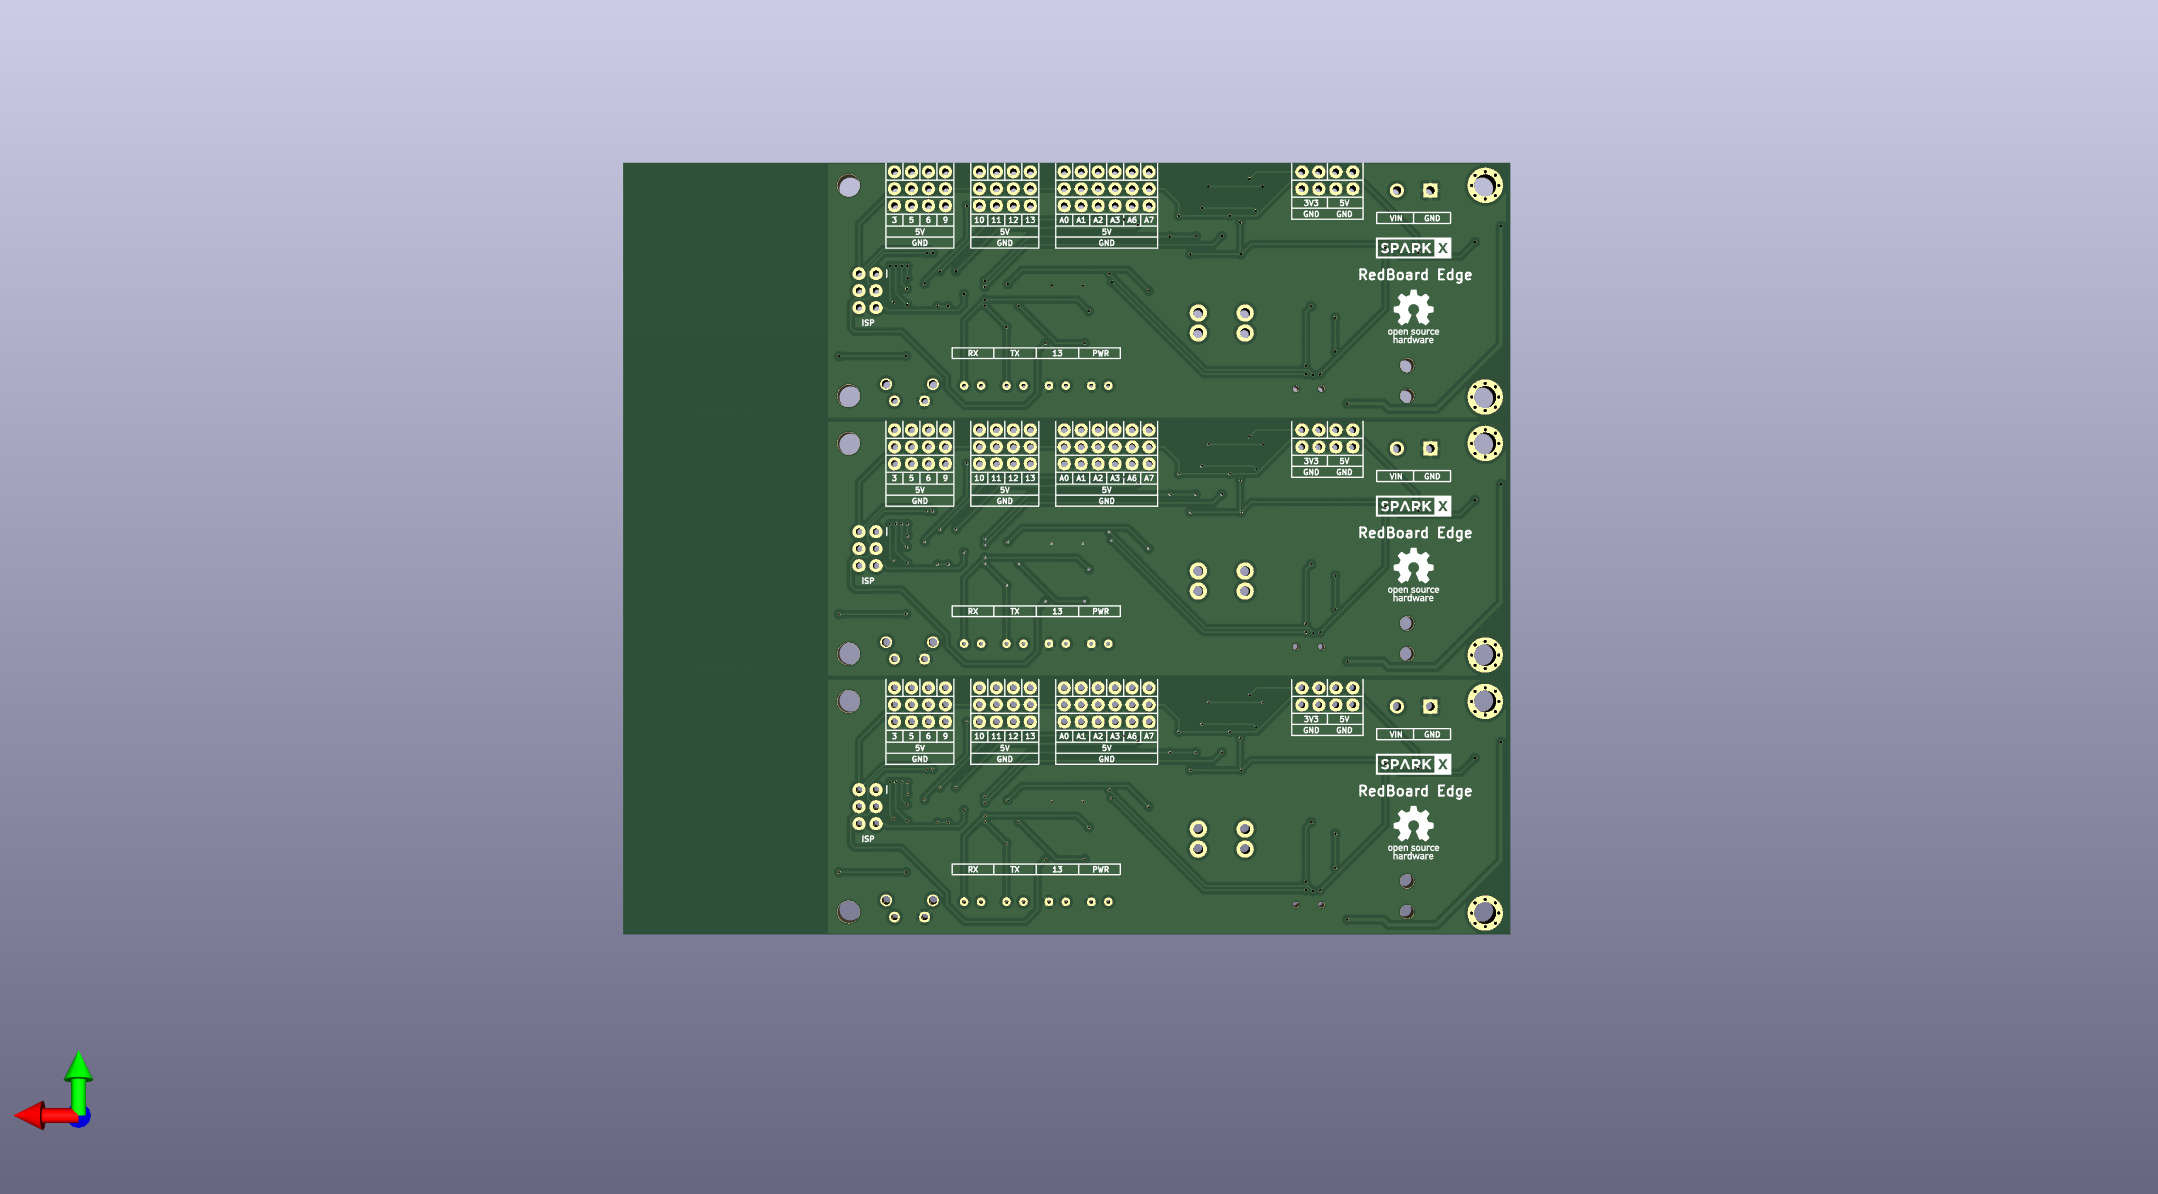 3V3 5V
3 5 6 9 10 11 12 13 A0 A1 A2 A3 A6 A7 GND GND
5V 5V 5V VIN GND
GND GND GND
SPARK X
RedBoard Edge
ISP
open source
hardware
RX TX 13 PWR
3V3 5V
3 5 6 9 10 11 12 13 A0 A1 A2 A3 A6 A7 GND GND
5V 5V 5V VIN GND
GND GND GND
SPARK X
RedBoard Edge
ISP
open source
hardware
RX TX 13 PWR
3V3 5V
3 5 6 9 10 11 12 13 A0 A1 A2 A3 A6 A7 GND GND
5V 5V 5V VIN GND
GND GND GND
SPARK X
RedBoard Edge
ISP
open source
hardware
RX TX 13 PWR